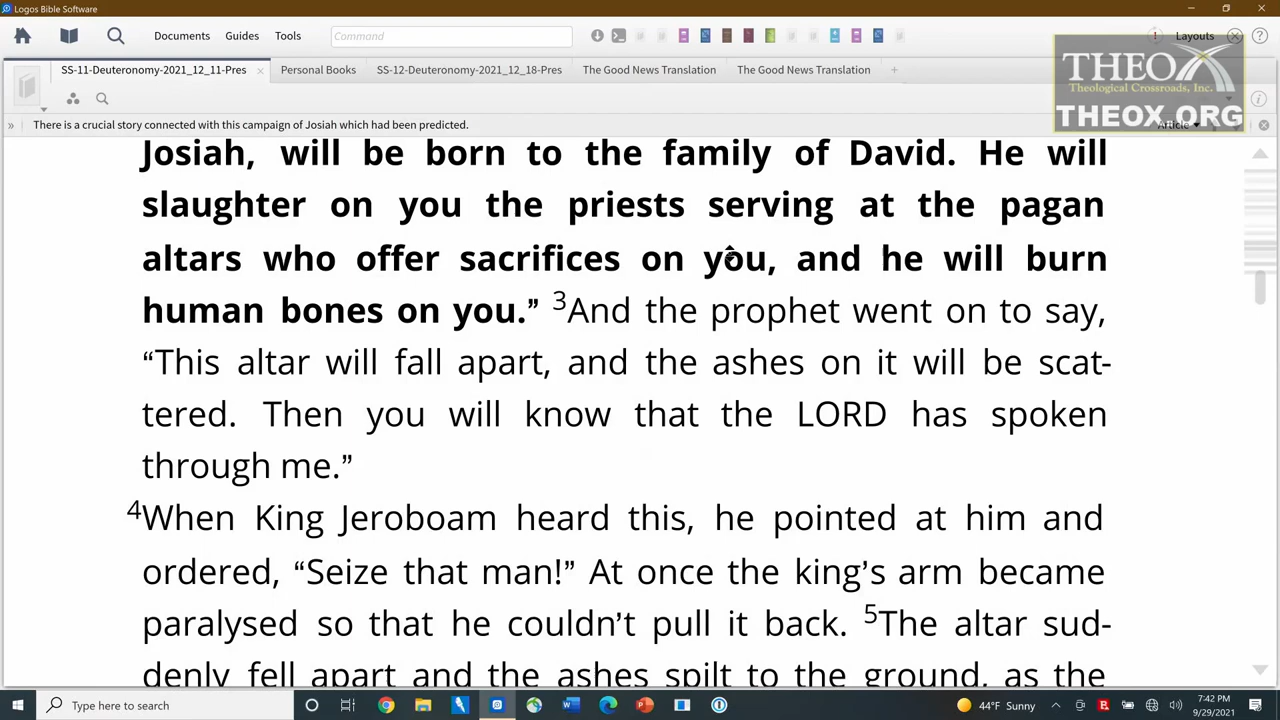 Logos Bible Software
Documents Guides Tools Command Layouts
SS-11-Deuteronomy-2021_12_11-Pres Personal Books SS-12-Deuteronomy-2021_12_18-Pres The Good News Translation The Good News Translation
THEOX
Theological Crossroads, Inc.
THEOX.ORG
There is a crucial story connected with this campaign of Josiah which had been predicted. Article
Josiah, will be born to the family of David. He will
slaughter on you the priests serving at the pagan
altars who offer sacrifices on you, and he will burn
human bones on you.” 3And the prophet went on to say,
“This altar will fall apart, and the ashes on it will be scat-
tered. Then you will know that the LORD has spoken
through me.”
4When King Jeroboam heard this, he pointed at him and
ordered, “Seize that man!” At once the king’s arm became
paralysed so that he couldn’t pull it back. 5The altar sud-
denly fell apart and the ashes spilt to the ground, as the
Type here to search 44°F Sunny 7:42 PM
9/29/2021